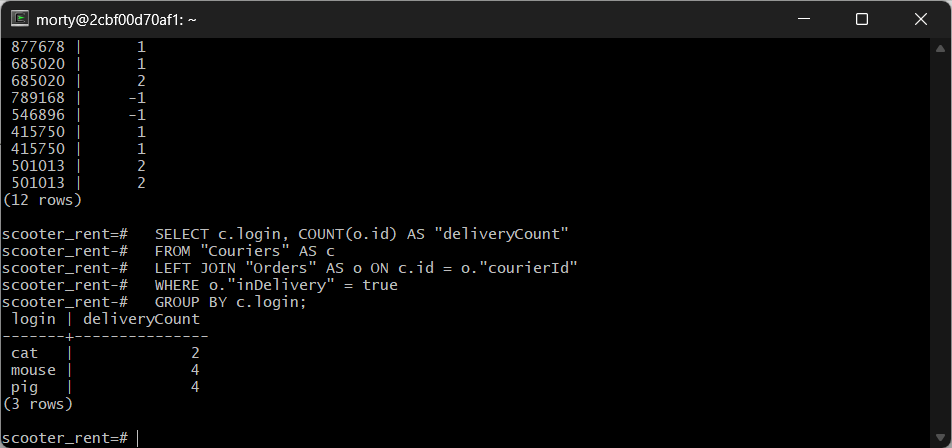 morty@2cbf00d70af1: ~
877678 |      1
685020 |      1
685020 |      2
789168 |     -1
546896 |     -1
415750 |      1
415750 |      1
501013 |      2
501013 |      2
(12 rows)
scooter_rent=#   SELECT c.login, COUNT(o.id) AS "deliveryCount"
scooter_rent-#   FROM "Couriers" AS c
scooter_rent-#   LEFT JOIN "Orders" AS o ON c.id = o."courierId"
scooter_rent-#   WHERE o."inDelivery" = true
scooter_rent-#   GROUP BY c.login;
 login | deliveryCount
-------+---------------
 cat   |             2
 mouse |             4
 pig   |             4
(3 rows)
scooter_rent=#